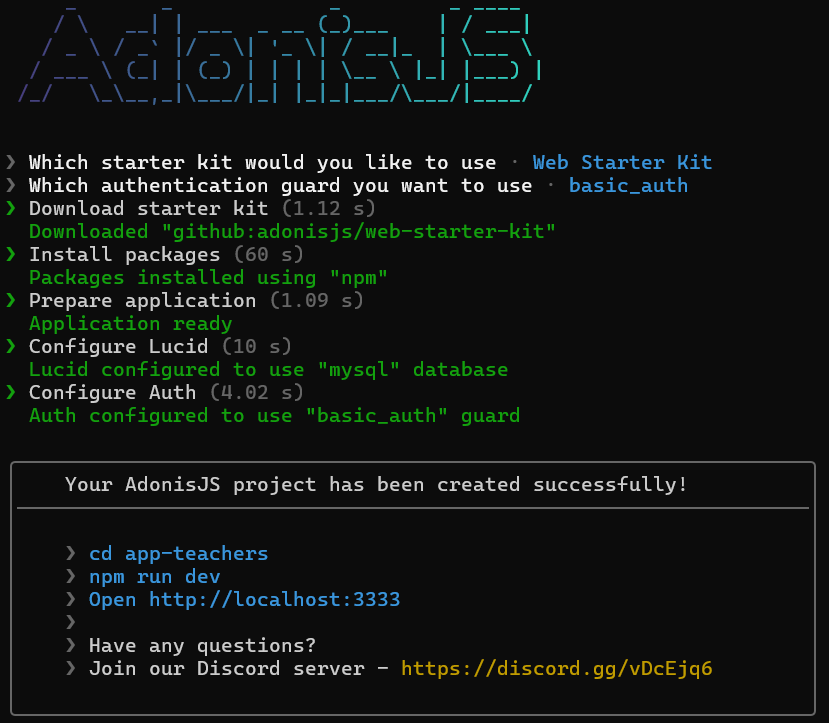 AdonisJS
❯ Which starter kit would you like to use · Web Starter Kit
❯ Which authentication guard you want to use · basic_auth
❯ Download starter kit (1.12 s)
Downloaded "github:adonisjs/web-starter-kit"
❯ Install packages (60 s)
Packages installed using "npm"
❯ Prepare application (1.09 s)
Application ready
❯ Configure Lucid (10 s)
Lucid configured to use "mysql" database
❯ Configure Auth (4.02 s)
Auth configured to use "basic_auth" guard
Your AdonisJS project has been created successfully!
❯ cd app-teachers
❯ npm run dev
❯ Open http://localhost:3333
❯
❯ Have any questions?
❯ Join our Discord server - https://discord.gg/vDcEjq6